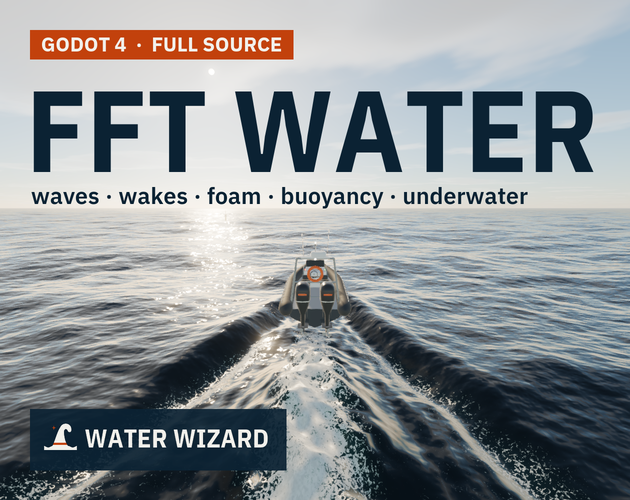 GODOT 4 · FULL SOURCE
FFT WATER
waves · wakes · foam · buoyancy · underwater
WATER WIZARD